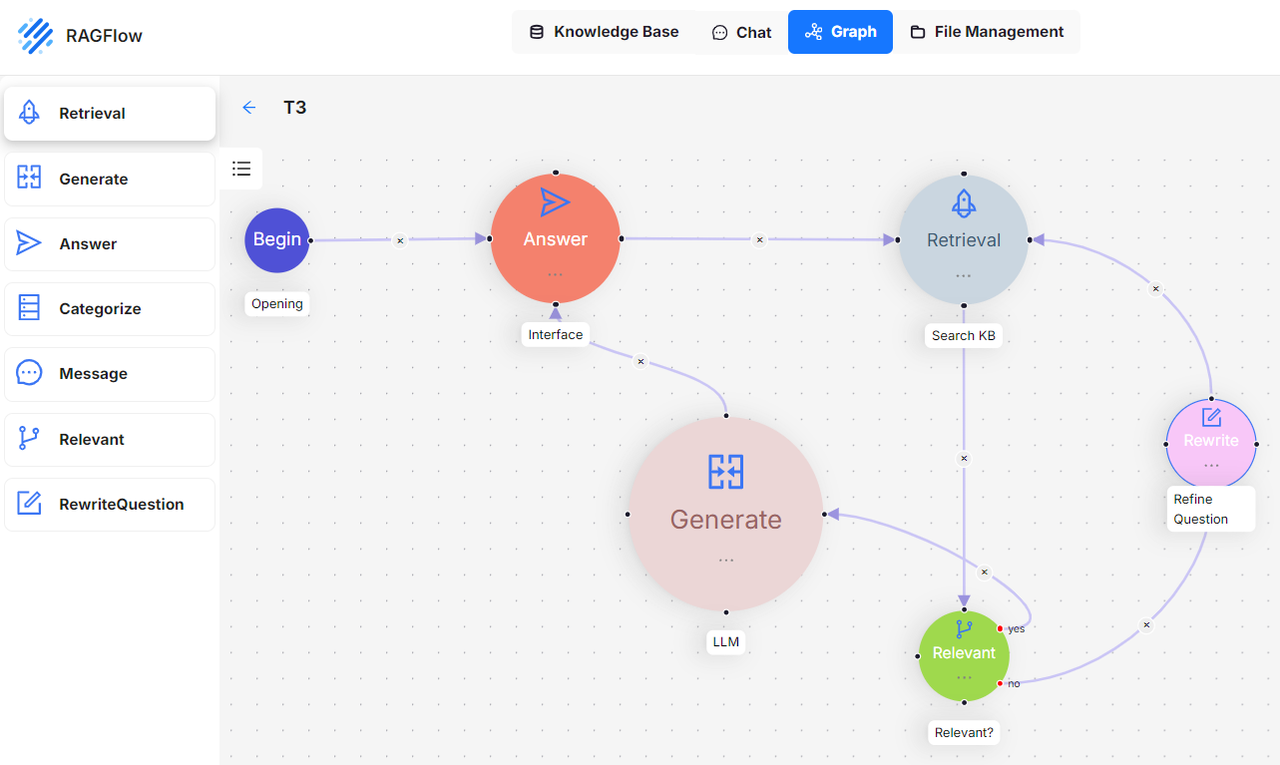 RAGFlow
Knowledge Base
Chat
Graph
File Management
Retrieval
Generate
Answer
Categorize
Message
Relevant
RewriteQuestion
T3
Begin
Opening
Answer
...
Interface
Retrieval
...
Search KB
Rewrite
...
Refine
Question
Generate
...
LLM
Relevant
...
yes
no
Relevant?